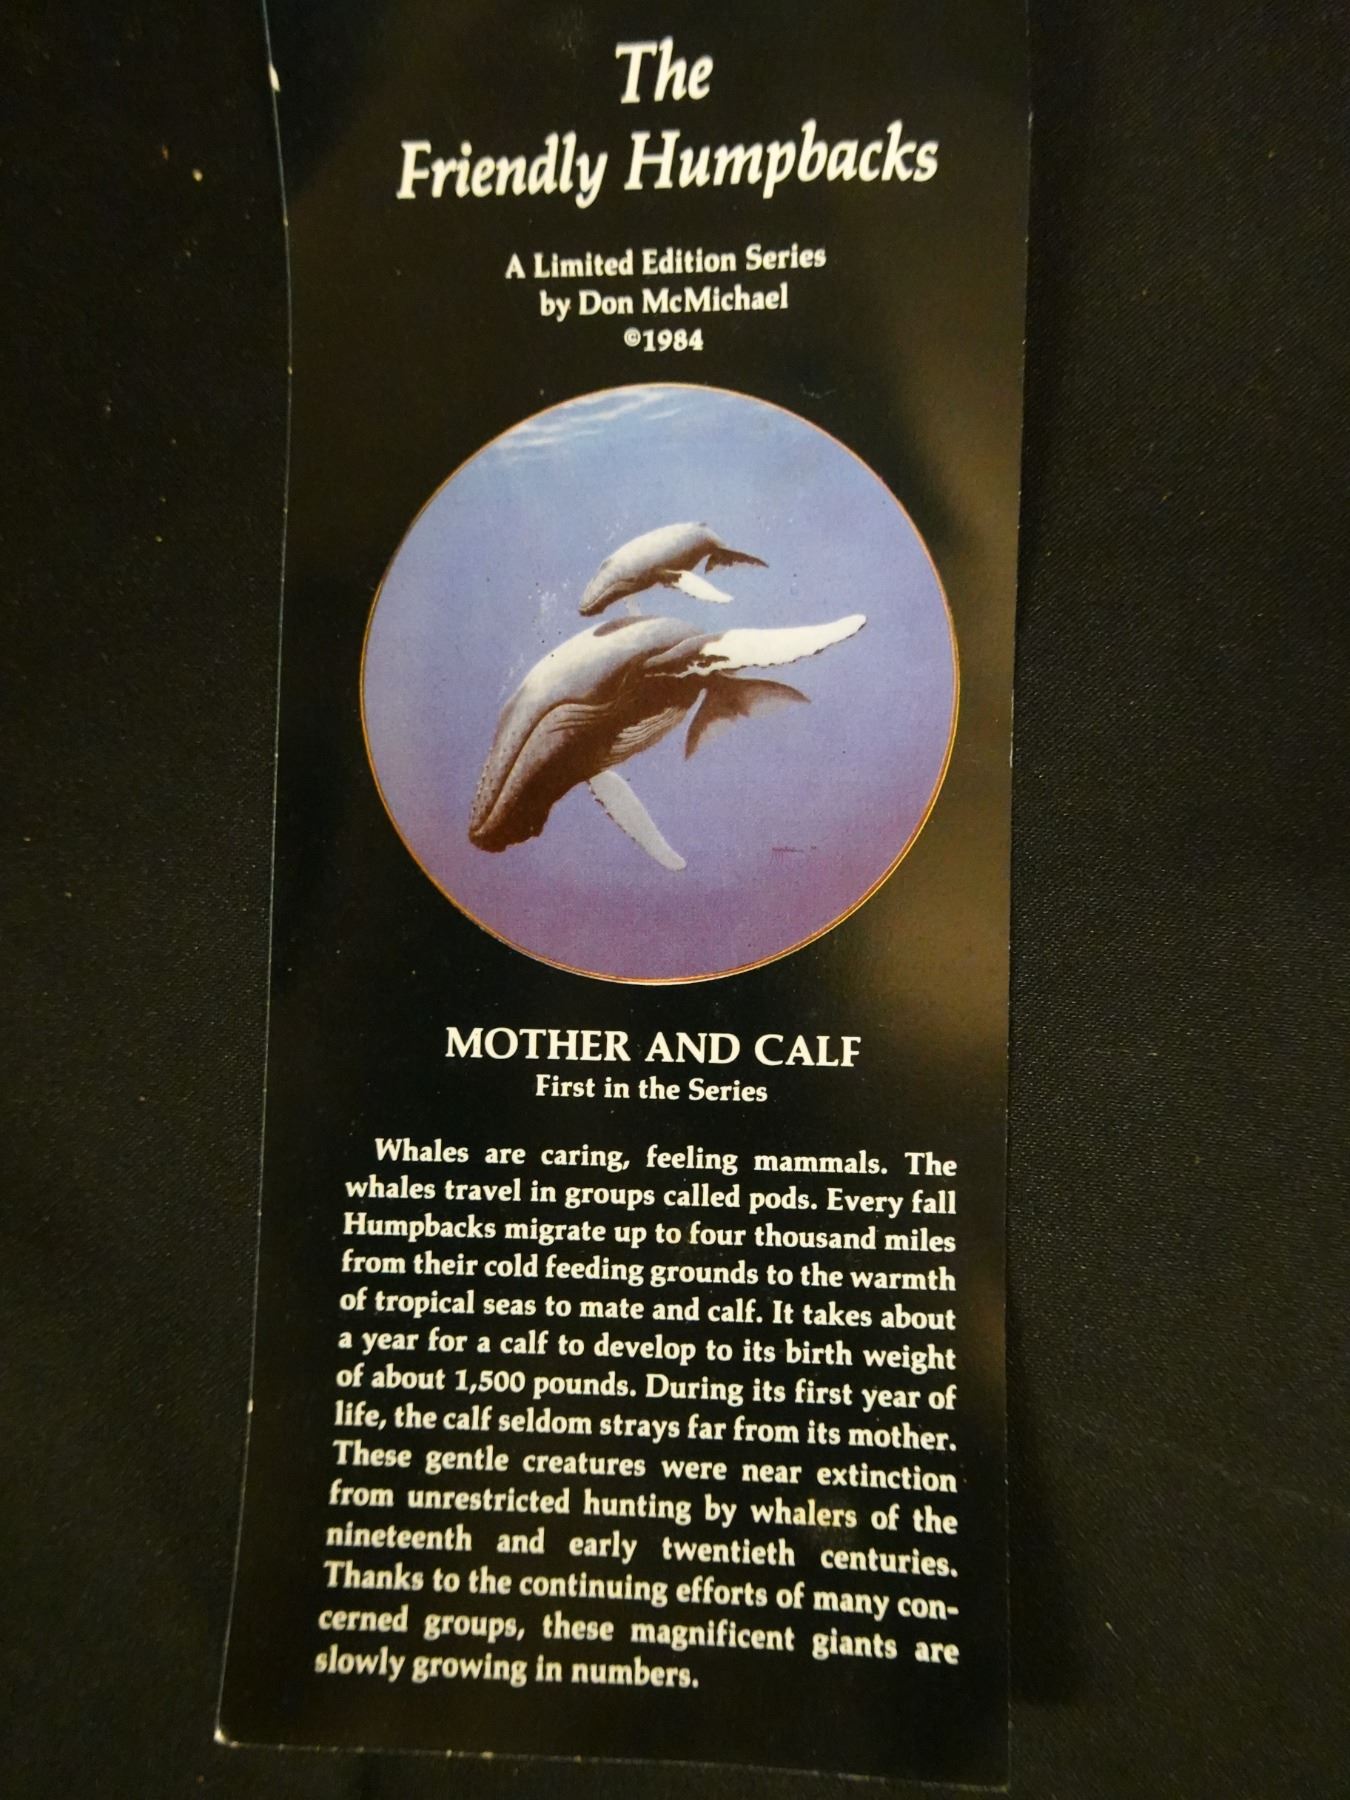 The
Friendly Humpbacks
A Limited Edition Series
by Don McMichael
©1984
MOTHER AND CALF
First in the Series
Whales are caring, feeling mammals. The
whales travel in groups called pods. Every fall
Humpbacks migrate up to four thousand miles
from their cold feeding grounds to the warmth
of tropical seas to mate and calf. It takes about
a year for a calf to develop to its birth weight
of about 1,500 pounds. During its first year of
life, the calf seldom strays far from its mother.
These gentle creatures were near extinction
from unrestricted hunting by whalers of the
nineteenth and early twentieth centuries.
Thanks to the continuing efforts of many con-
cerned groups, these magnificent giants are
slowly growing in numbers.